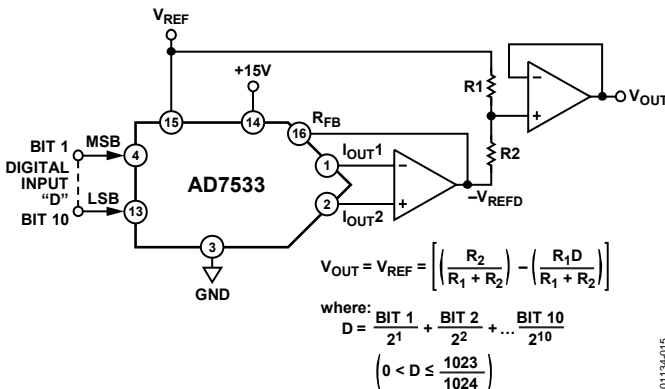 VREF
+15V
R1
VOUT
15
14
RFB
16
BIT 1
MSB
4
DIGITAL
INPUT
"D"
BIT 10
LSB
13
AD7533
1
IOUT1
2
IOUT2
3
GND
R2
–VREFD
–
+
–
+
VOUT = VREF = [(R2 / R1 + R2) – (R1D / R1 + R2)]
where:
D = BIT 1 / 2^1 + BIT 2 / 2^2 + ... BIT 10 / 2^10
(0 < D ≤ 1023 / 1024)
01134-015